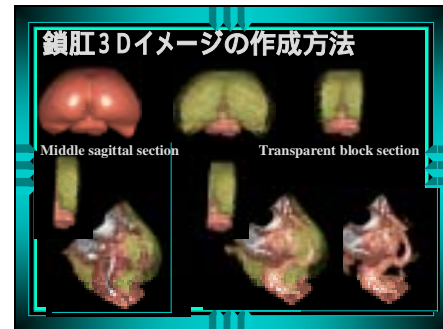 鎖肛3Dイメージの作成方法
Middle sagittal section
Transparent block section